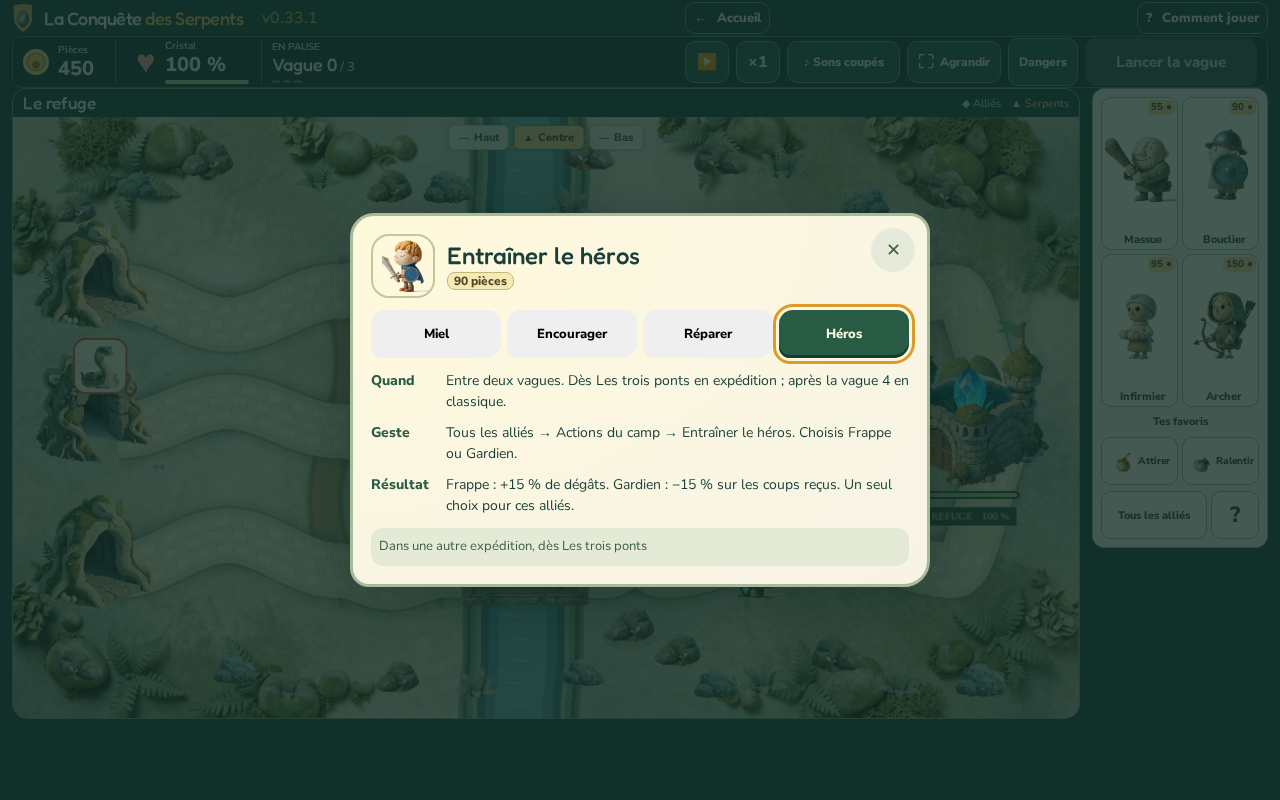 La Conquête des Serpents v0.33.1
← Accueil
? Comment jouer
Pièces
450
Cristal
100 %
EN PAUSE
Vague 0 / 3
×1
♪ Sons coupés
Agrandir
Dangers
Lancer la vague
Le refuge
◆ Alliés ▲ Serpents
— Haut
▲ Centre
— Bas
55
Massue
90
Bouclier
95
Infirmier
150
Archer
Tes favoris
Attirer
Ralentir
Tous les alliés
?
REFUGE · 100 %
Entraîner le héros
90 pièces
✕
Miel
Encourager
Réparer
Héros
Quand
Entre deux vagues. Dès Les trois ponts en expédition ; après la vague 4 en
classique.
Geste
Tous les alliés → Actions du camp → Entraîner le héros. Choisis Frappe
ou Gardien.
Résultat
Frappe : +15 % de dégâts. Gardien : −15 % sur les coups reçus. Un seul
choix pour ces alliés.
Dans une autre expédition, dès Les trois ponts